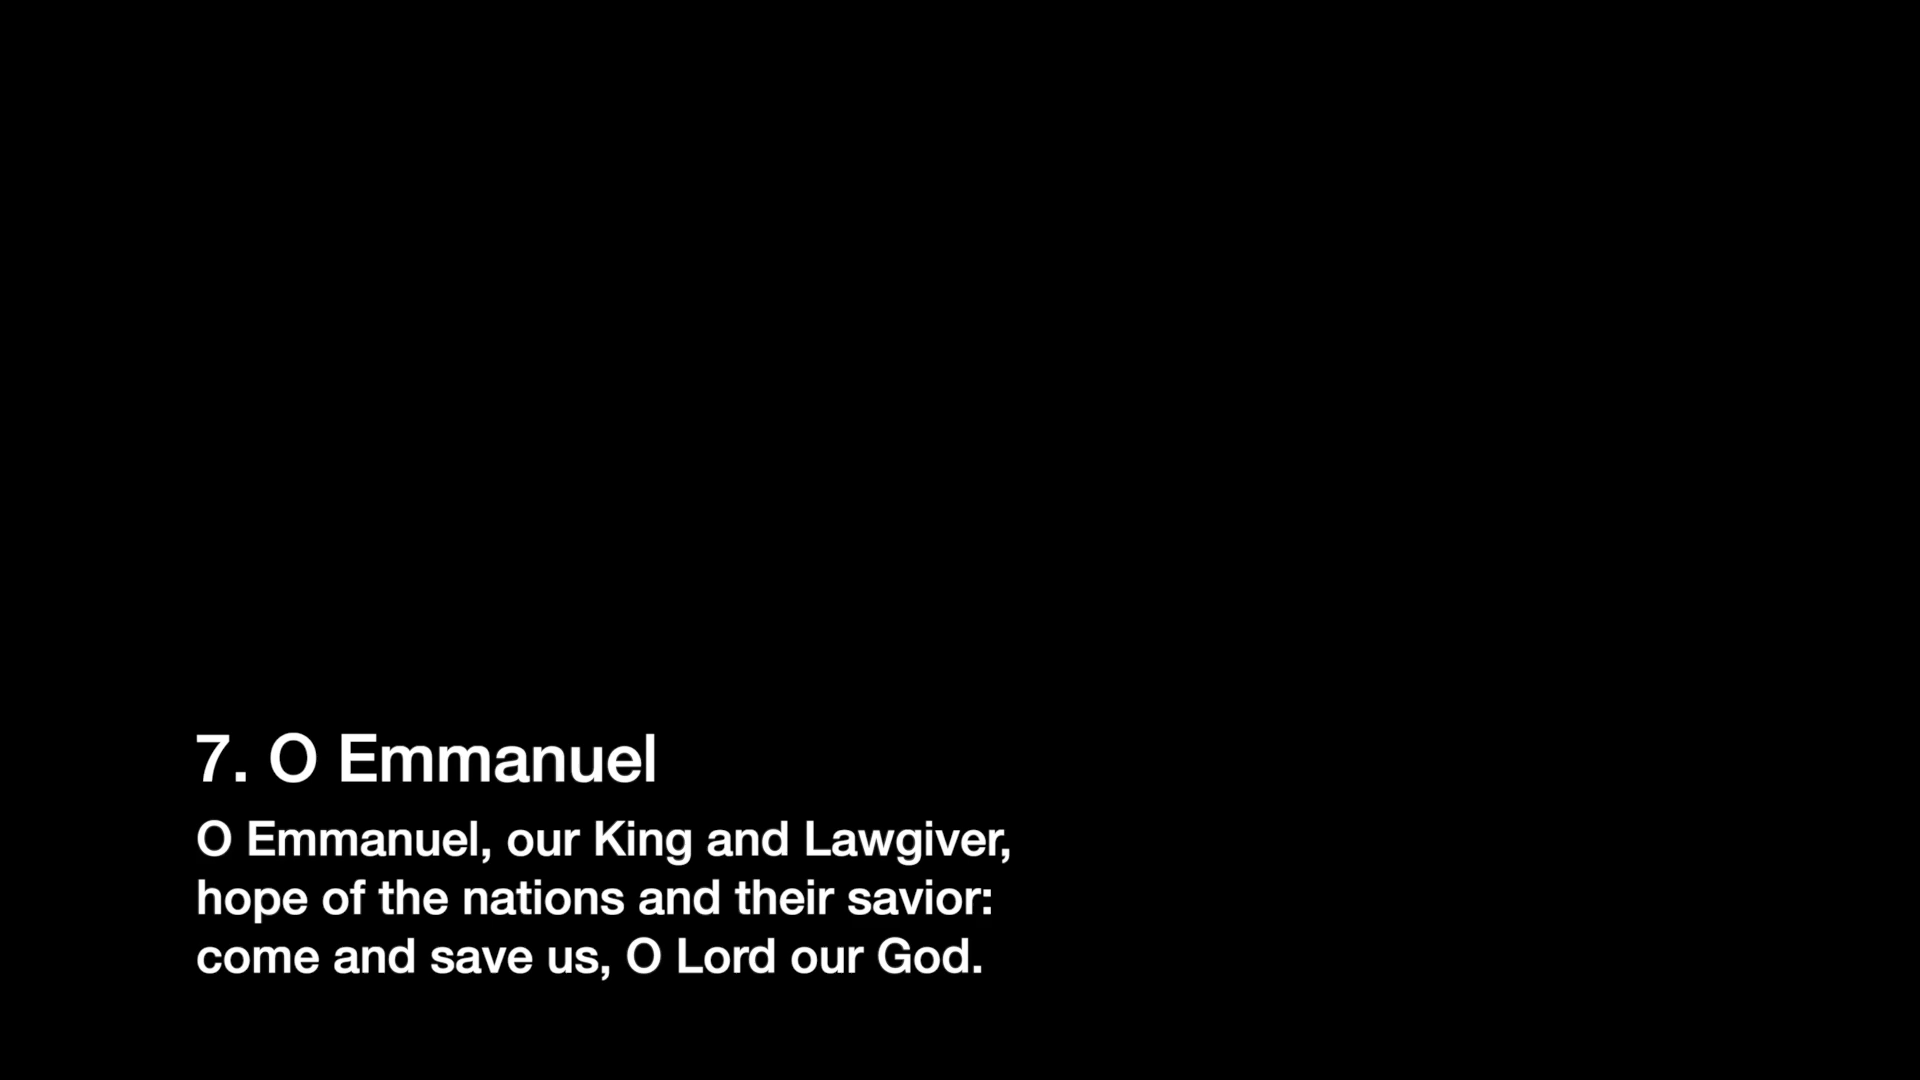 7. O Emmanuel
O Emmanuel, our King and Lawgiver,
hope of the nations and their savior:
come and save us, O Lord our God.